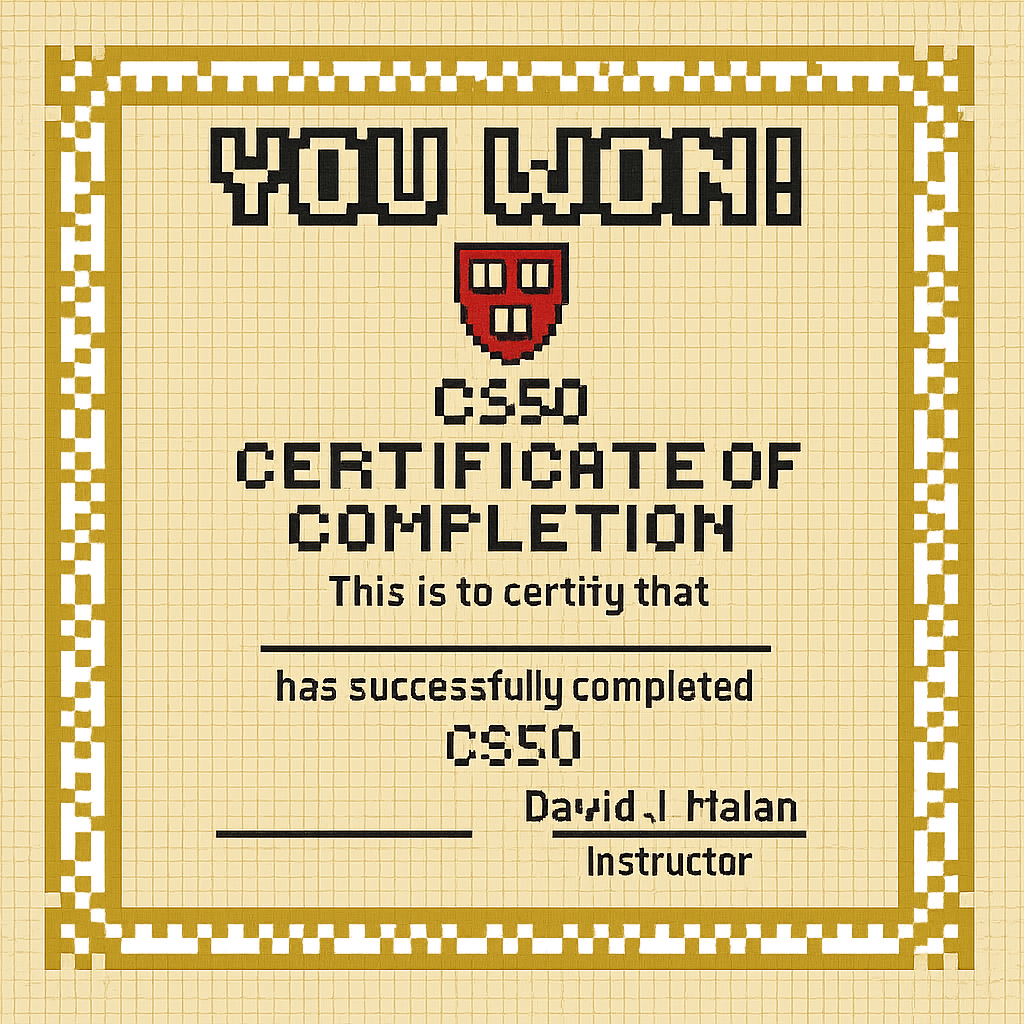 YOU WON!
CS50
CERTIFICATE OF
COMPLETION
This is to certify that
has successfully completed
CS50
David J Malan
Instructor